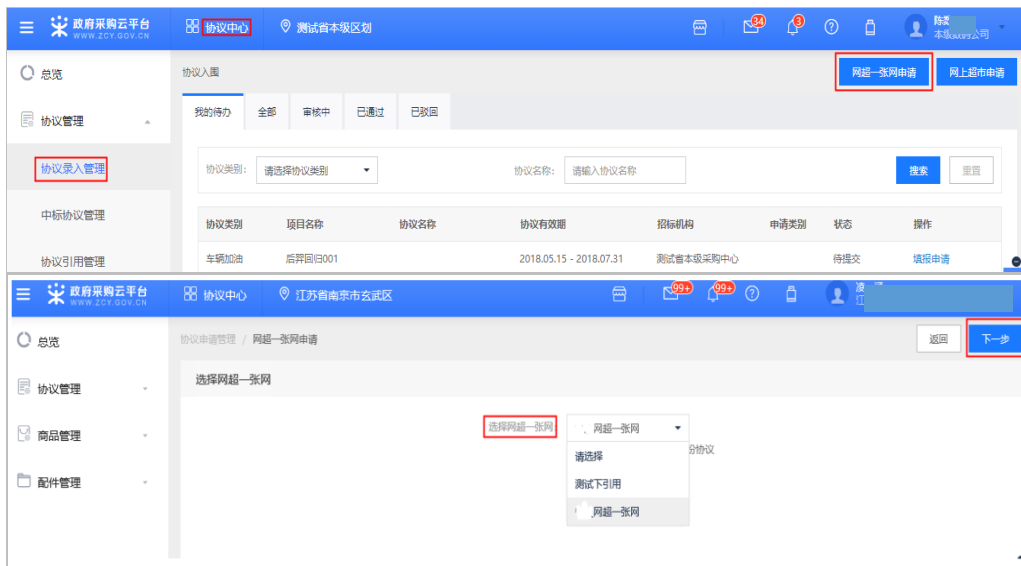 政府采购云平台 协议中心 测试省本级区划 34 3 陈
WWW.ZCY.GOV.CN 本级 公司
总览 协议入围 网超一张网申请 网上超市申请
协议管理 我的待办 全部 审核中 已通过 已驳回
协议录入管理 协议类别: 请选择协议类别 协议名称: 请输入协议名称 搜索 重置
中标协议管理 协议类别 项目名称 协议名称 协议有效期 招标机构 申请类别 状态 操作
协议引用管理 车辆加油 后羿回归001 2018.05.15 - 2018.07.31 测试省本级采购中心 待提交 填报申请
政府采购云平台 协议中心 江苏省南京市玄武区 99+ 99+
WWW.ZCY.GOV.CN
总览 协议申请管理 / 网超一张网申请 返回 下一步
协议管理 选择网超一张网
商品管理 选择网超一张网: 网超一张网
份协议
请选择
配件管理 测试下引用
网超一张网